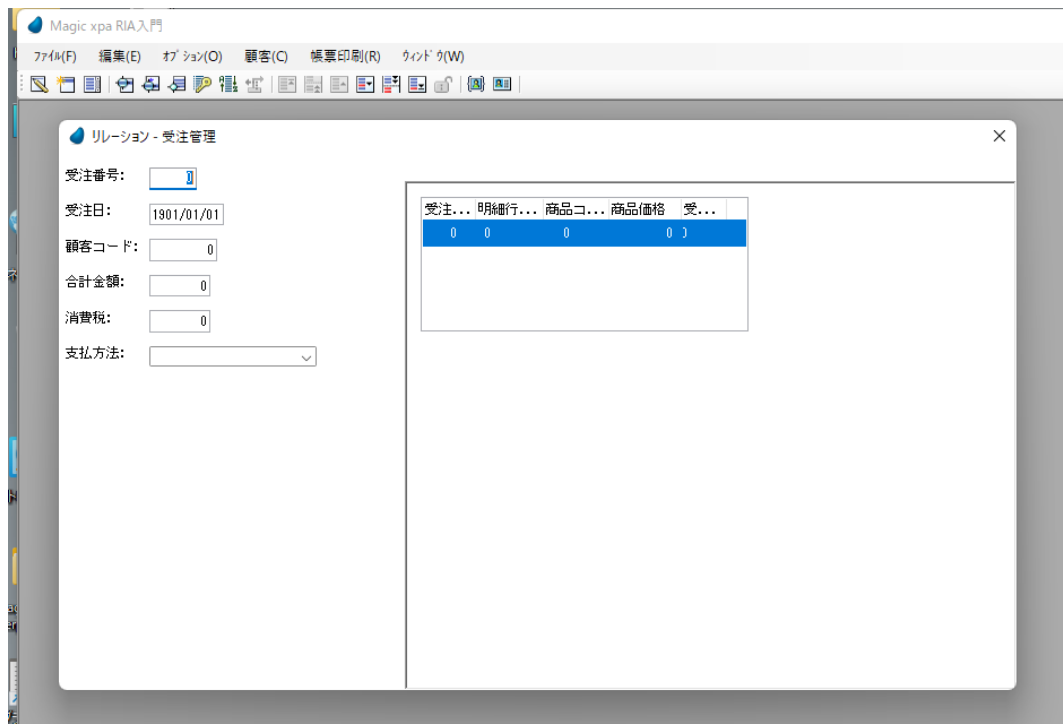 Magic xpa RIA入門
ファイル(F) 編集(E) オプション(O) 顧客(C) 帳票印刷(R) ウィンドウ(W)
リレーション - 受注管理
受注番号: 0
受注日: 1901/01/01
顧客コード: 0
合計金額: 0
消費税: 0
支払方法:
受注... 明細行... 商品コ... 商品価格 受...
0 0 0 0